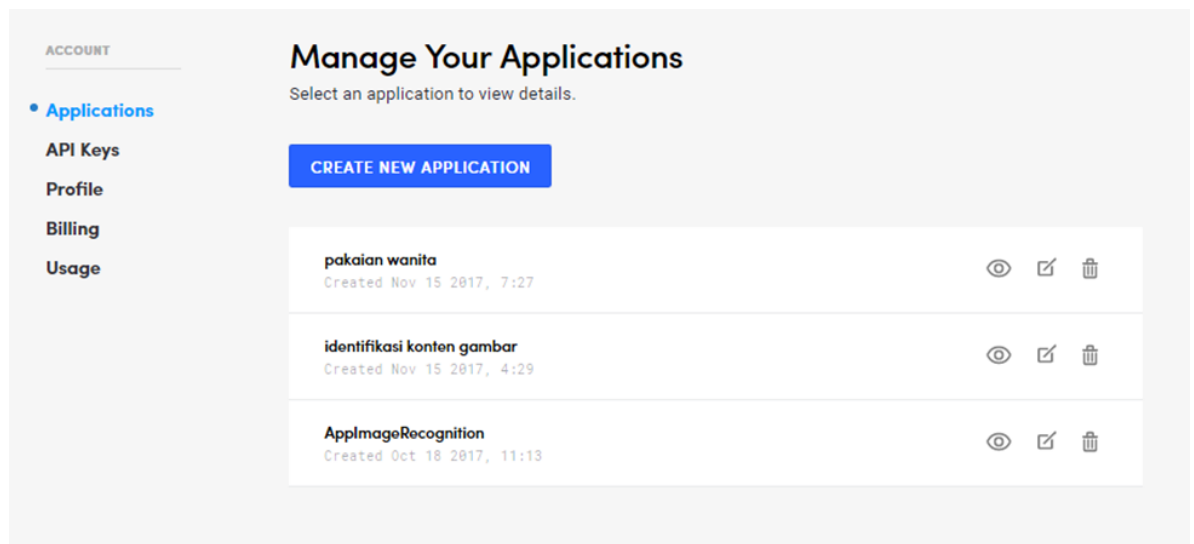 ACCOUNT
Applications
API Keys
Profile
Billing
Usage
Manage Your Applications
Select an application to view details.
CREATE NEW APPLICATION
pakaian wanita
Created Nov 15 2017, 7:27
identifikasi konten gambar
Created Nov 15 2017, 4:29
AppImageRecognition
Created Oct 18 2017, 11:13